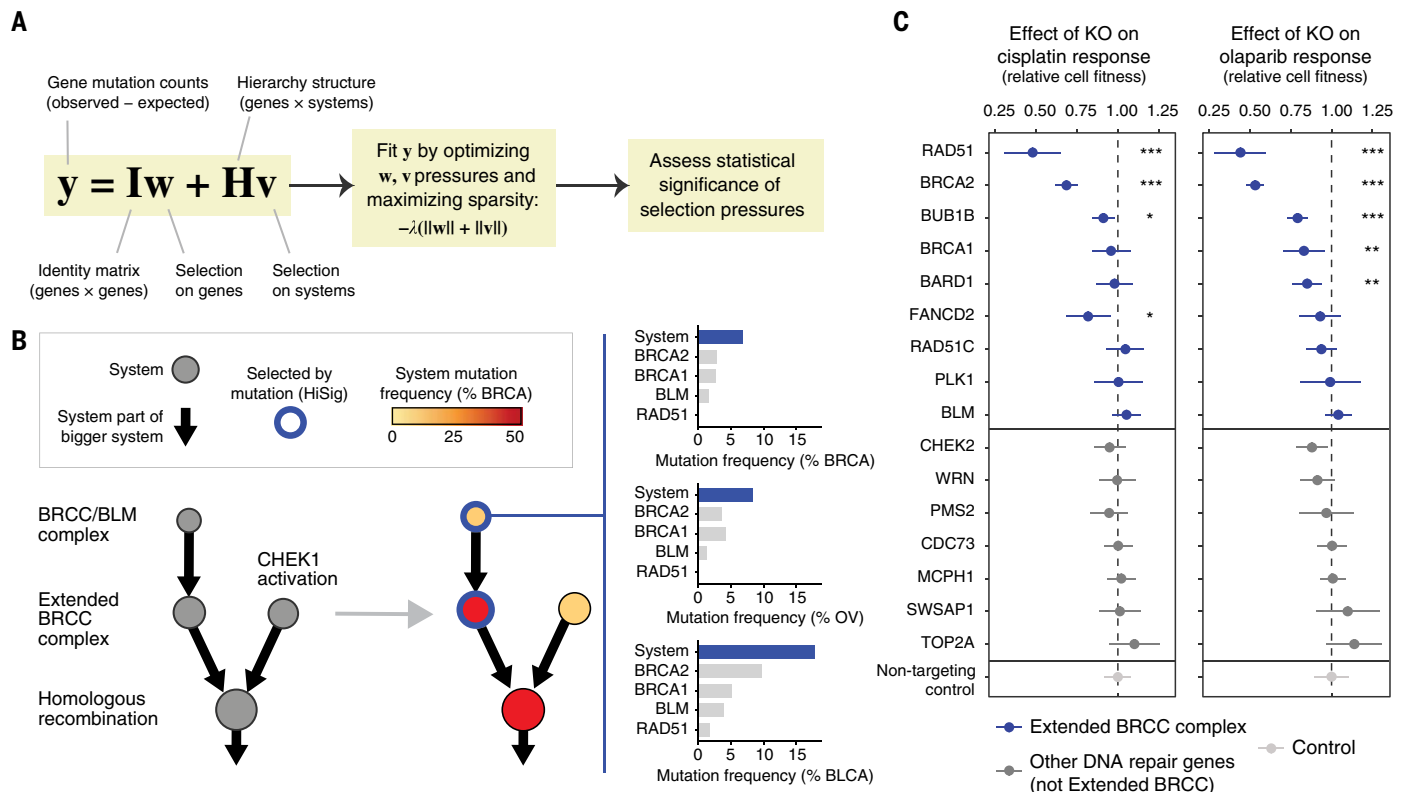 A
Gene mutation counts
(observed − expected)
Hierarchy structure
(genes × systems)
y = Iw + Hv
Identity matrix
(genes × genes)
Selection
on genes
Selection
on systems
Fit y by optimizing
w, v pressures and
maximizing sparsity:
−λ(||w|| + ||v||)
Assess statistical
significance of
selection pressures
B
System
System part of
bigger system
Selected by
mutation (HiSig)
System mutation
frequency (% BRCA)
0 25 50
BRCC/BLM
complex
CHEK1
activation
Extended
BRCC
complex
Homologous
recombination
System
BRCA2
BRCA1
BLM
RAD51
0 5 10 15
Mutation frequency (% BRCA)
System
BRCA2
BRCA1
BLM
RAD51
0 5 10 15
Mutation frequency (% OV)
System
BRCA2
BRCA1
BLM
RAD51
0 5 10 15
Mutation frequency (% BLCA)
C
Effect of KO on
cisplatin response
(relative cell fitness)
0.25 0.50 0.75 1.00 1.25
Effect of KO on
olaparib response
(relative cell fitness)
0.25 0.50 0.75 1.00 1.25
RAD51 *** ***
BRCA2 *** ***
BUB1B * ***
BRCA1 **
BARD1 **
FANCD2 *
RAD51C
PLK1
BLM
CHEK2
WRN
PMS2
CDC73
MCPH1
SWSAP1
TOP2A
Non-targeting
control
Extended BRCC complex
Other DNA repair genes
(not Extended BRCC)
Control